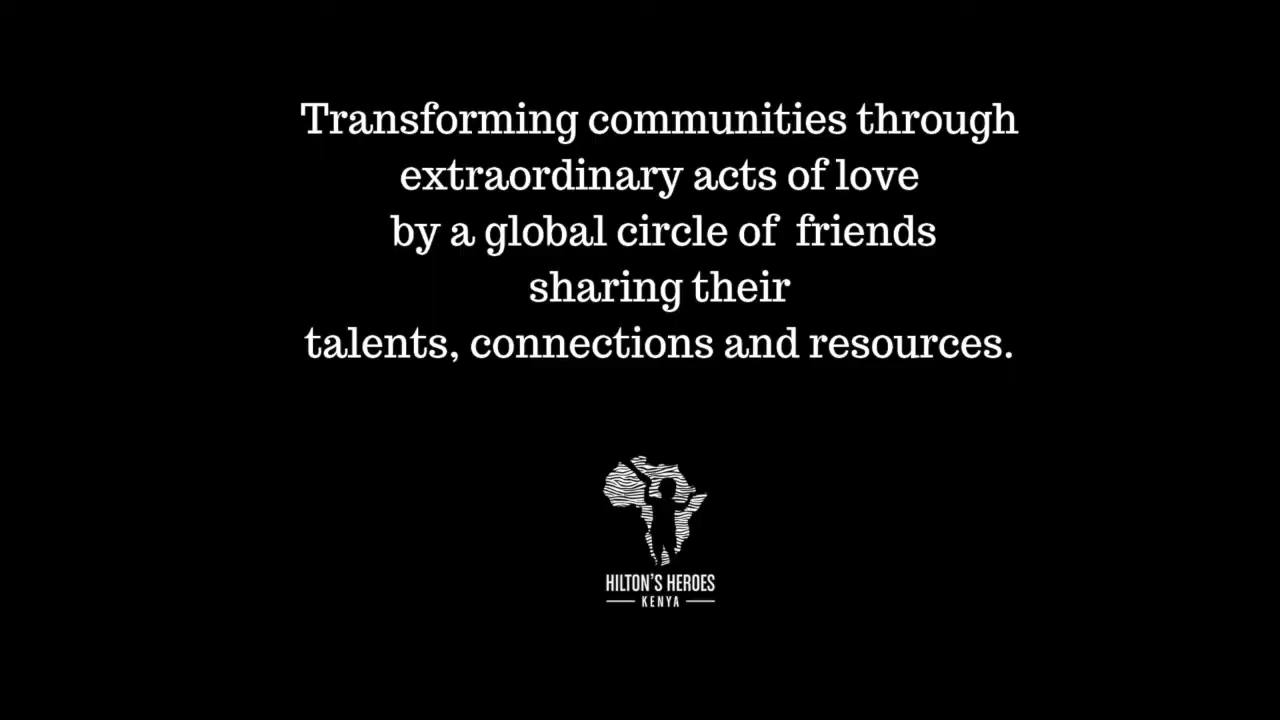 Transforming communities through
extraordinary acts of love
by a global circle of  friends
sharing their
talents, connections and resources.
HILTON'S HEROES
KENYA